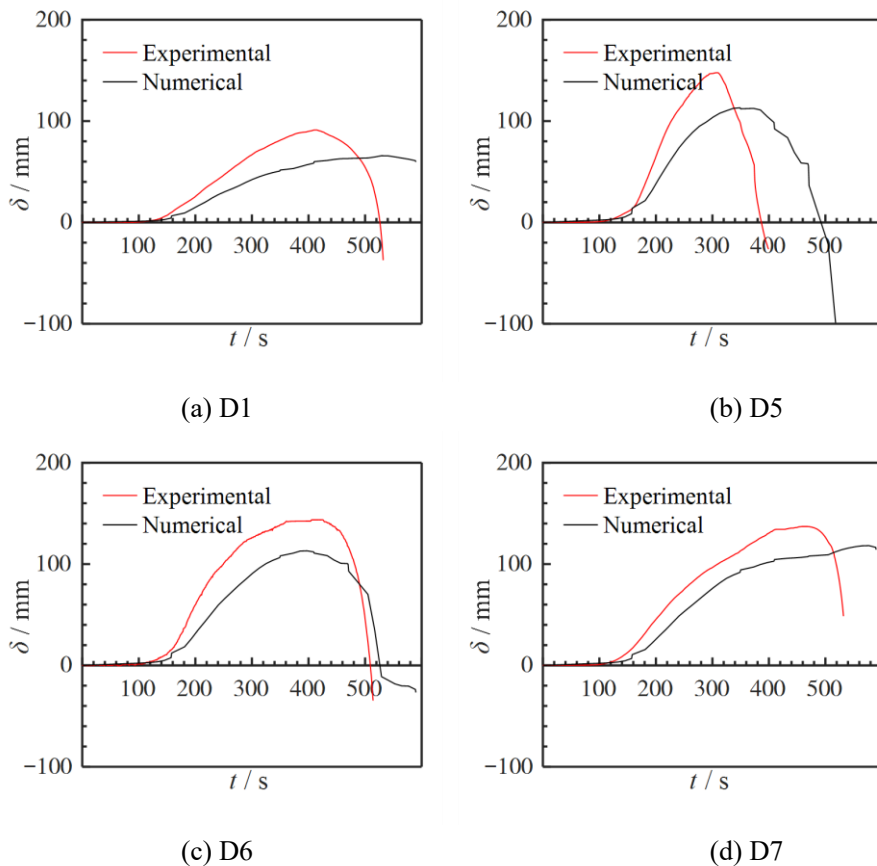 200
Experimental
Numerical
100
δ / mm
0
100 200 300 400 500
−100
t / s
(a) D1
200
Experimental
Numerical
100
δ / mm
0
100 200 300 400 500
−100
t / s
(b) D5
200
Experimental
Numerical
100
δ / mm
0
100 200 300 400 500
−100
t / s
(c) D6
200
Experimental
Numerical
100
δ / mm
0
100 200 300 400 500
−100
t / s
(d) D7